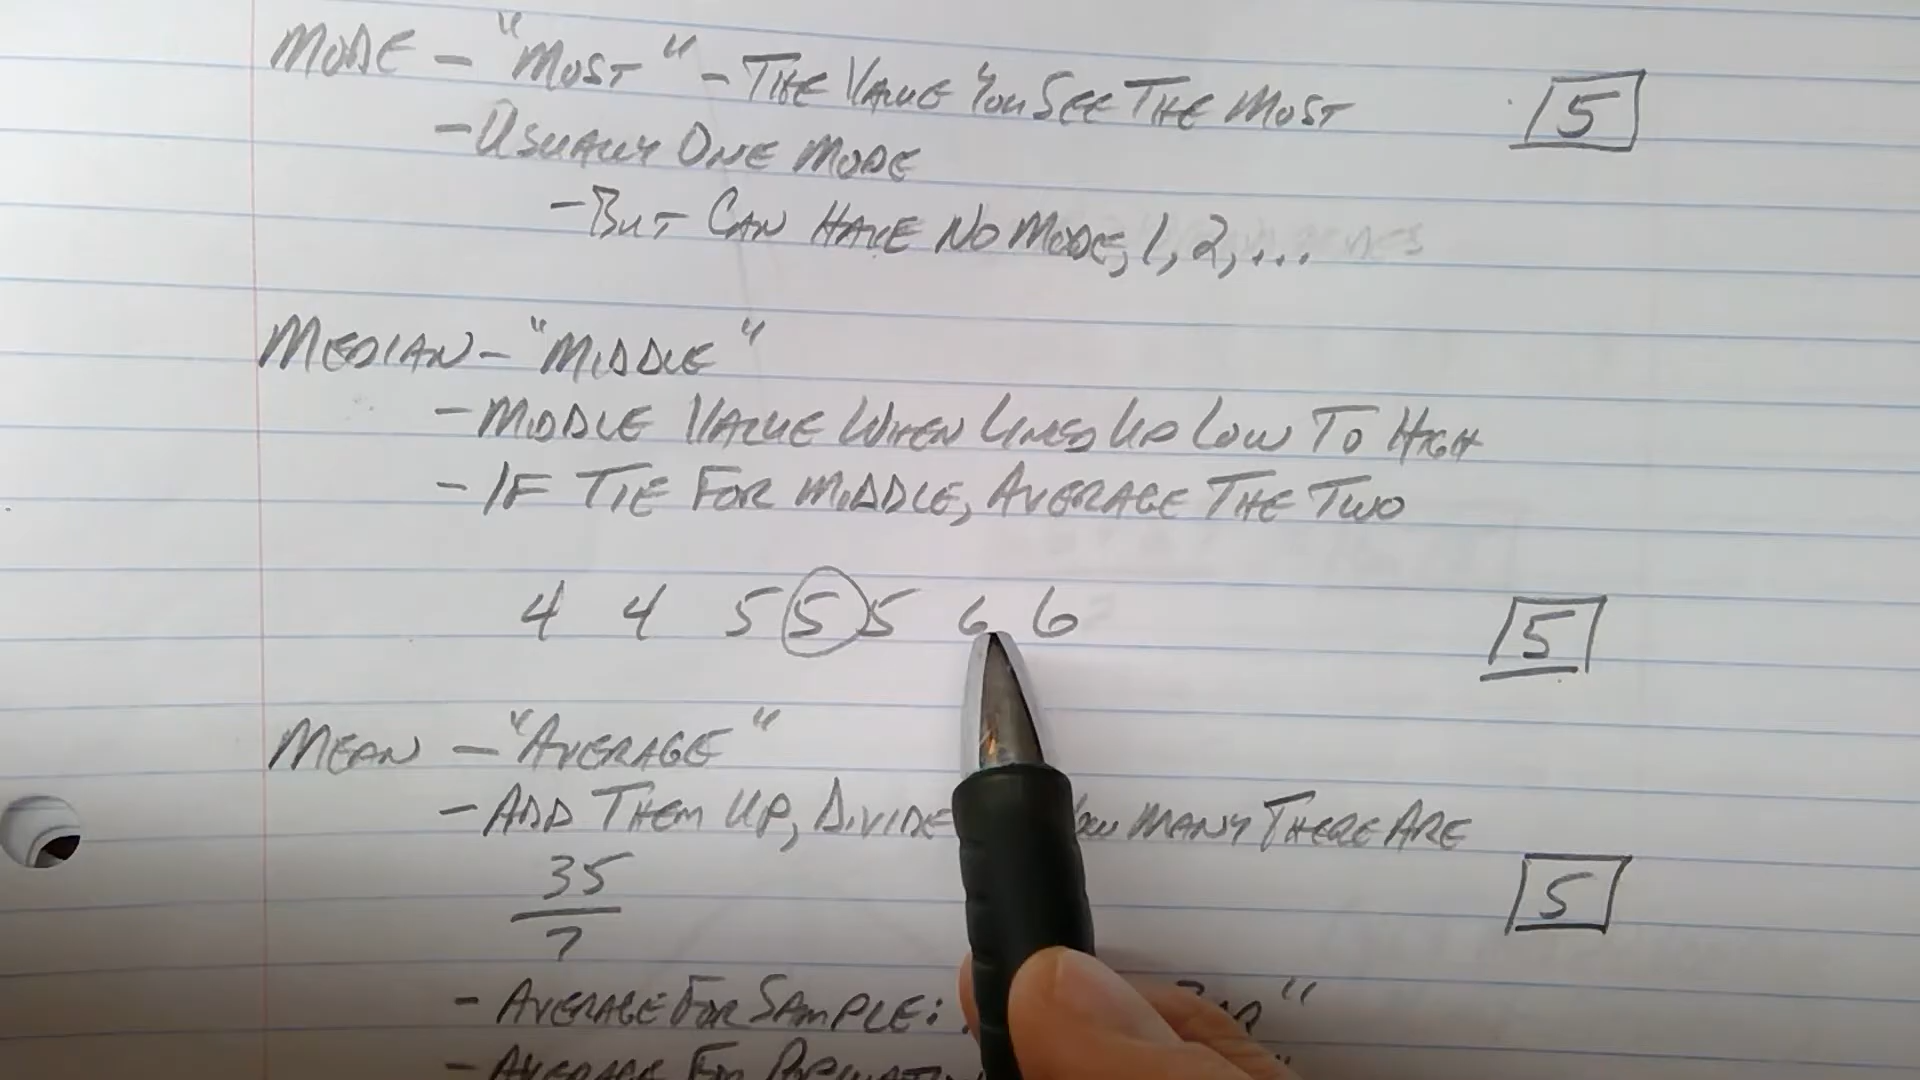 MODE - "MOST" - THE VALUE YOU SEE THE MOST
5
- USUALLY ONE MODE
- BUT CAN HAVE NO MODE, 1, 2, ...
MEDIAN - "MIDDLE"
- MIDDLE VALUE WHEN LINED UP LOW TO HIGH
- IF TIE FOR MIDDLE, AVERAGE THE TWO
4 4 5 5 5 6 6
5
MEAN - "AVERAGE"
- ADD THEM UP, DIVIDE MANY THERE ARE
35
7
5
- AVERAGE FOR SAMPLE: "
- AVERAGE FOR "